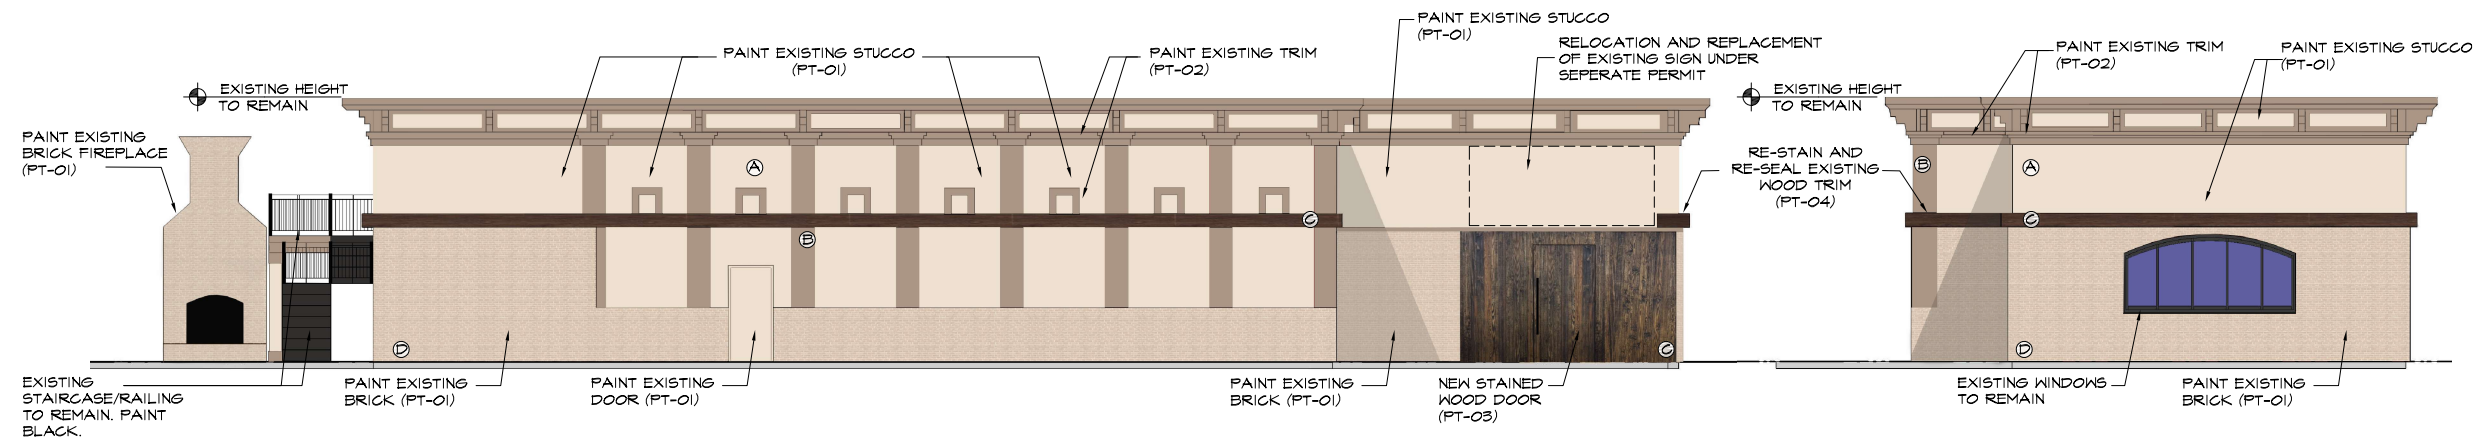 PAINT EXISTING STUCCO
(PT-01)
PAINT EXISTING STUCCO
(PT-01)
PAINT EXISTING TRIM
(PT-02)
RELOCATION AND REPLACEMENT
OF EXISTING SIGN UNDER
SEPERATE PERMIT
PAINT EXISTING TRIM
(PT-02)
PAINT EXISTING STUCCO
(PT-01)
EXISTING HEIGHT
TO REMAIN
EXISTING HEIGHT
TO REMAIN
PAINT EXISTING
BRICK FIREPLACE
(PT-01)
RE-STAIN AND
RE-SEAL EXISTING
WOOD TRIM
(PT-04)
A
B
A
C
C
B
D
C
D
EXISTING
STAIRCASE/RAILING
TO REMAIN. PAINT
BLACK.
PAINT EXISTING
BRICK (PT-01)
PAINT EXISTING
DOOR (PT-01)
PAINT EXISTING
BRICK (PT-01)
NEW STAINED
WOOD DOOR
(PT-03)
EXISTING WINDOWS
TO REMAIN
PAINT EXISTING
BRICK (PT-01)